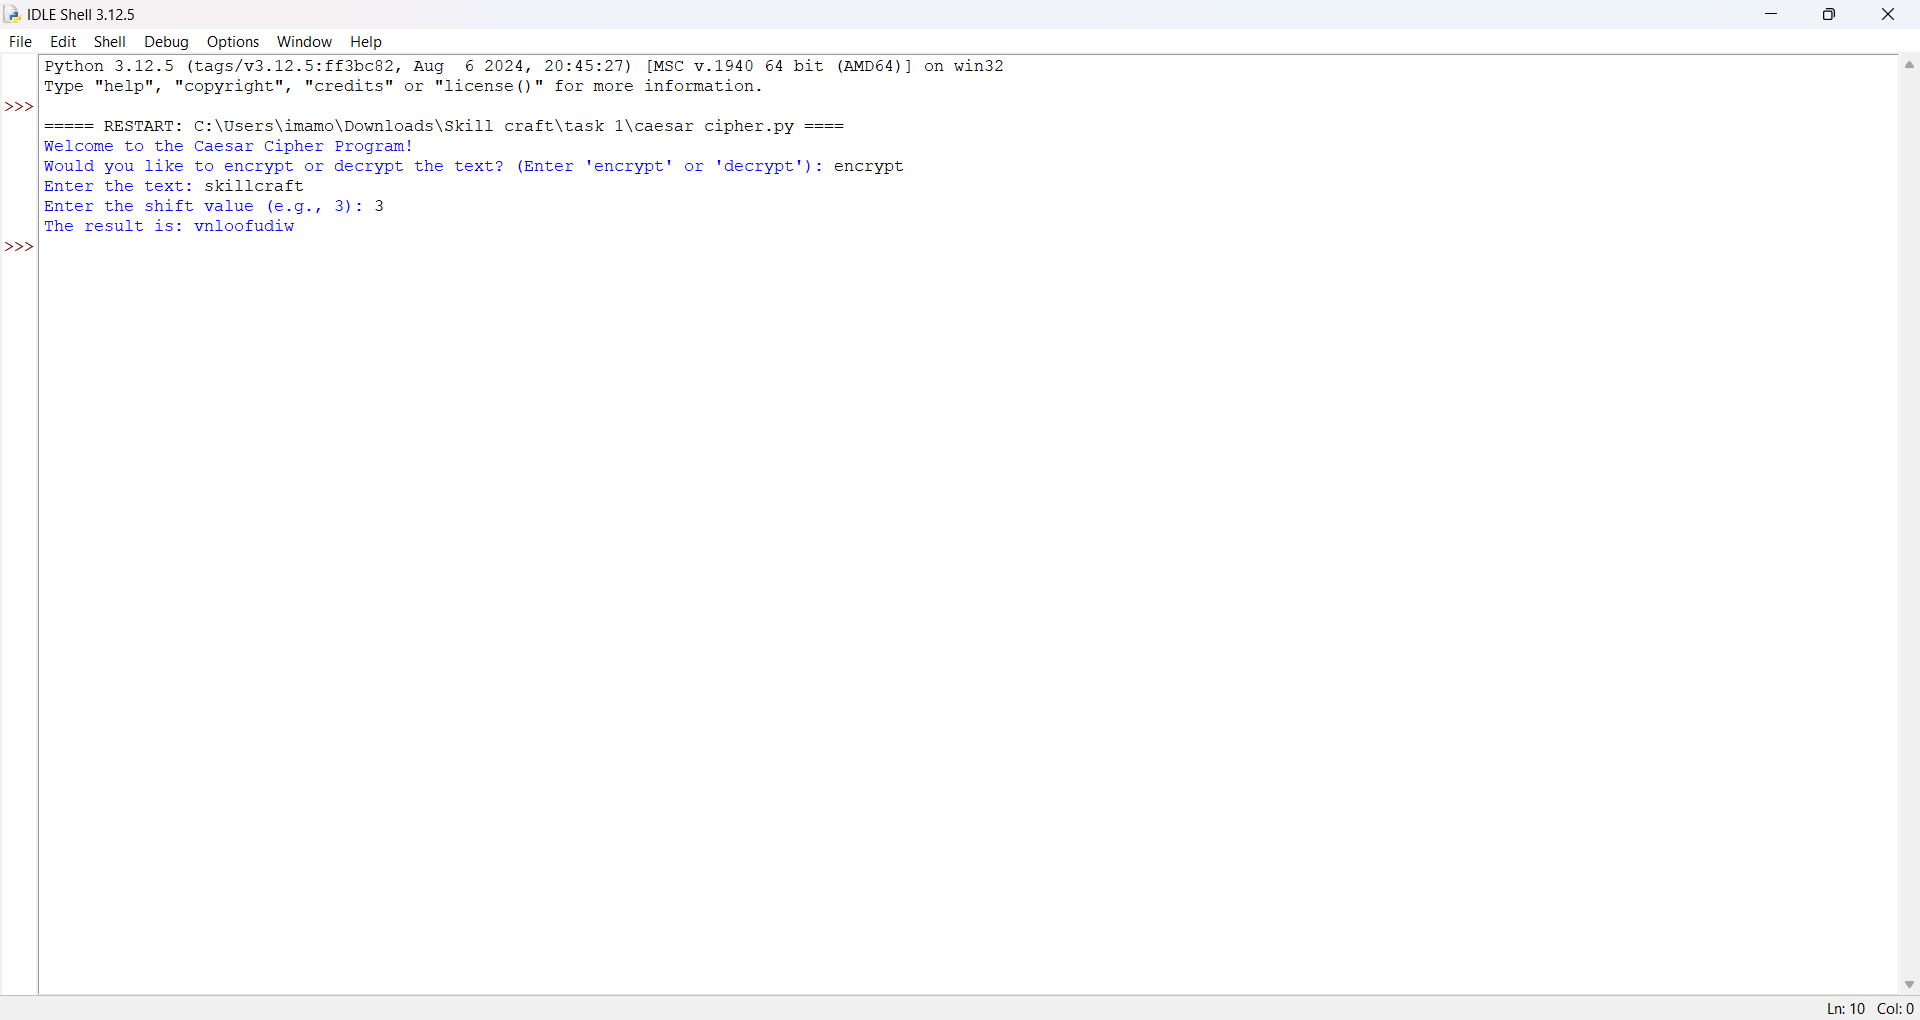 IDLE Shell 3.12.5
File Edit Shell Debug Options Window Help
Python 3.12.5 (tags/v3.12.5:ff3bc82, Aug  6 2024, 20:45:27) [MSC v.1940 64 bit (AMD64)] on win32
Type "help", "copyright", "credits" or "license()" for more information.
>>>
===== RESTART: C:\Users\imamo\Downloads\Skill craft\task 1\caesar cipher.py ====
Welcome to the Caesar Cipher Program!
Would you like to encrypt or decrypt the text? (Enter 'encrypt' or 'decrypt'): encrypt
Enter the text: skillcraft
Enter the shift value (e.g., 3): 3
The result is: vnloofudiw
>>>
Ln: 10 Col: 0